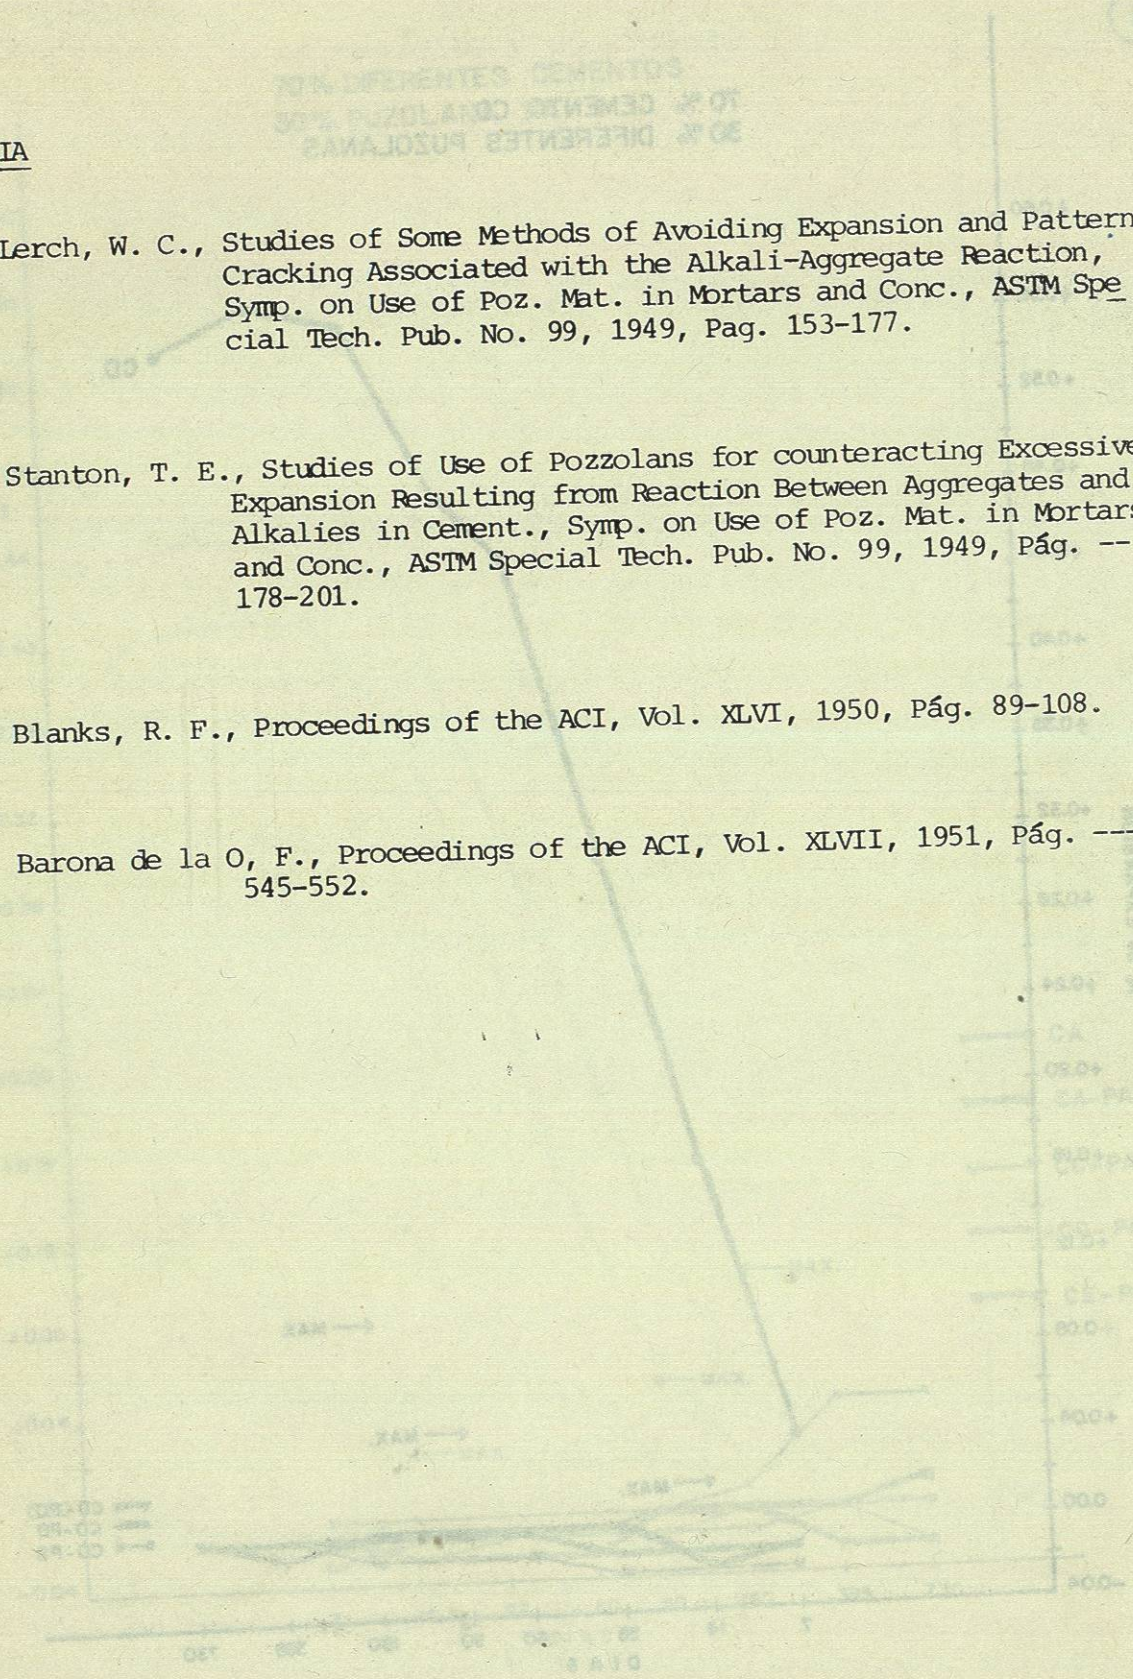 IA
Lerch, W. C., Studies of Some Methods of Avoiding Expansion and Pattern
Cracking Associated with the Alkali-Aggregate Reaction,
Symp. on Use of Poz. Mat. in Mortars and Conc., ASTM Spe
cial Tech. Pub. No. 99, 1949, Pag. 153-177.
Stanton, T. E., Studies of Use of Pozzolans for counteracting Excessive
Expansion Resulting from Reaction Between Aggregates and
Alkalies in Cement., Symp. on Use of Poz. Mat. in Mortars
and Conc., ASTM Special Tech. Pub. No. 99, 1949, Pág. --
178-201.
Blanks, R. F., Proceedings of the ACI, Vol. XLVI, 1950, Pág. 89-108.
Barona de la O, F., Proceedings of the ACI, Vol. XLVII, 1951, Pág. ---
545-552.